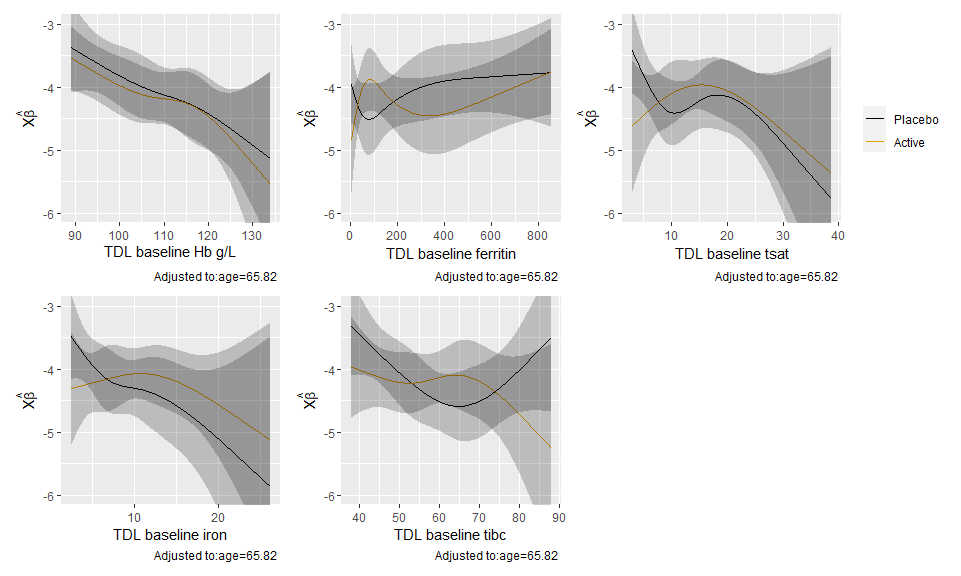 -3
-4
-5
-6
Xβ̂
90 100 110 120 130
TDL baseline Hb g/L
Adjusted to:age=65.82
-3
-4
-5
-6
Xβ̂
0 200 400 600 800
TDL baseline ferritin
Adjusted to:age=65.82
-3
-4
-5
-6
Xβ̂
10 20 30 40
TDL baseline tsat
Adjusted to:age=65.82
Placebo
Active
-3
-4
-5
-6
Xβ̂
10 20
TDL baseline iron
Adjusted to:age=65.82
-3
-4
-5
-6
Xβ̂
40 50 60 70 80 90
TDL baseline tibc
Adjusted to:age=65.82